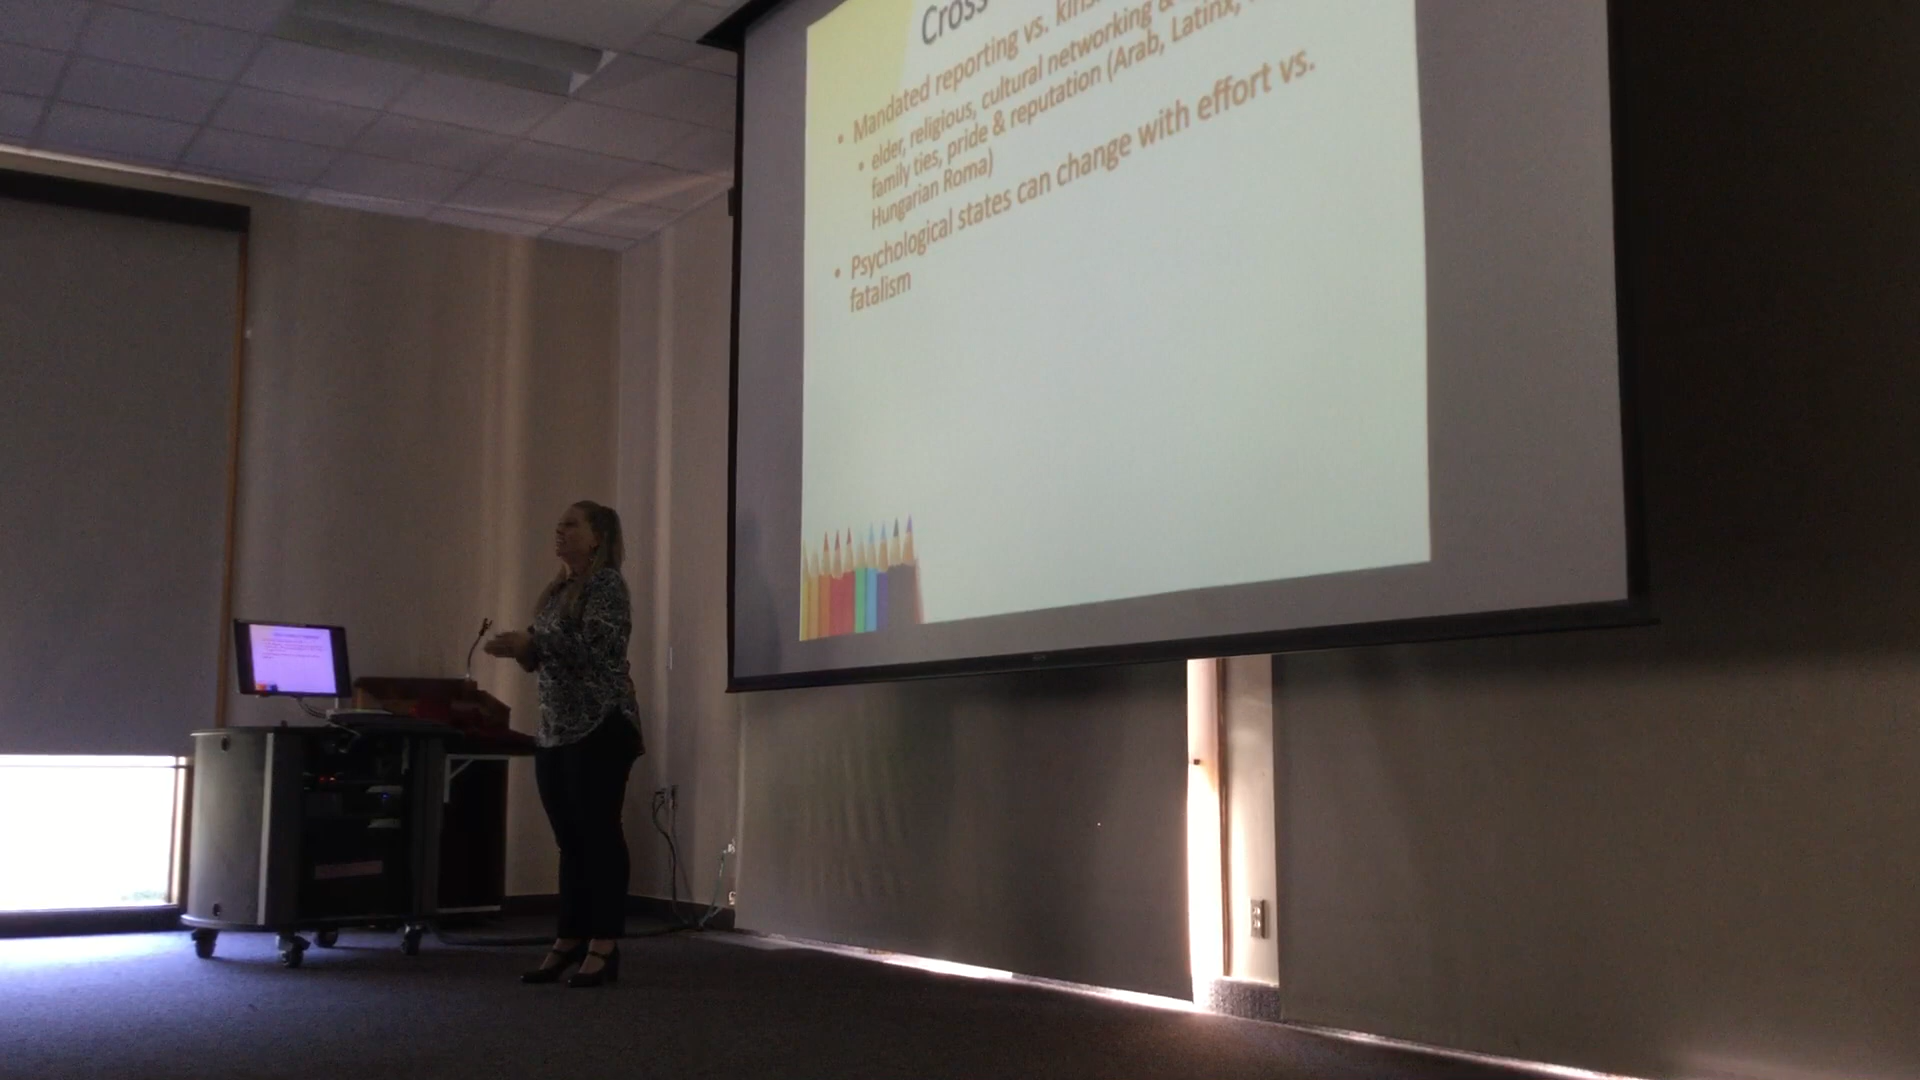 Cross
• Mandated reporting vs.
• elder, religious, cultural networking &
family ties, pride & reputation (Arab, Latinx,
Hungarian Roma)
• Psychological states can change with effort vs.
fatalism